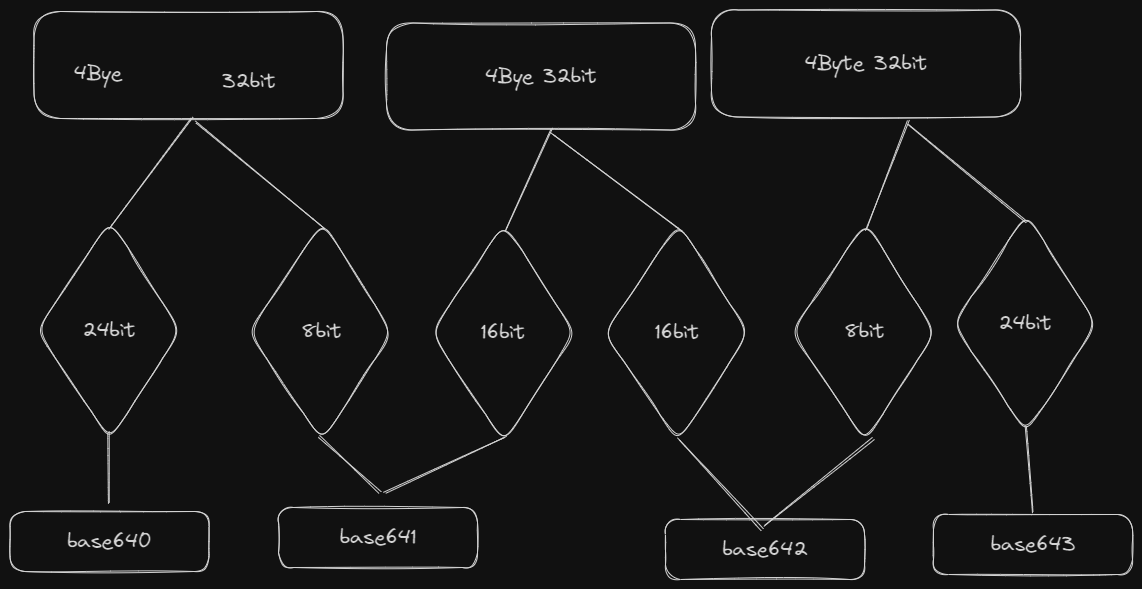 4Bye 32bit
4Bye 32bit
4Byte 32bit
24bit
8bit
16bit
16bit
8bit
24bit
base640
base641
base642
base643